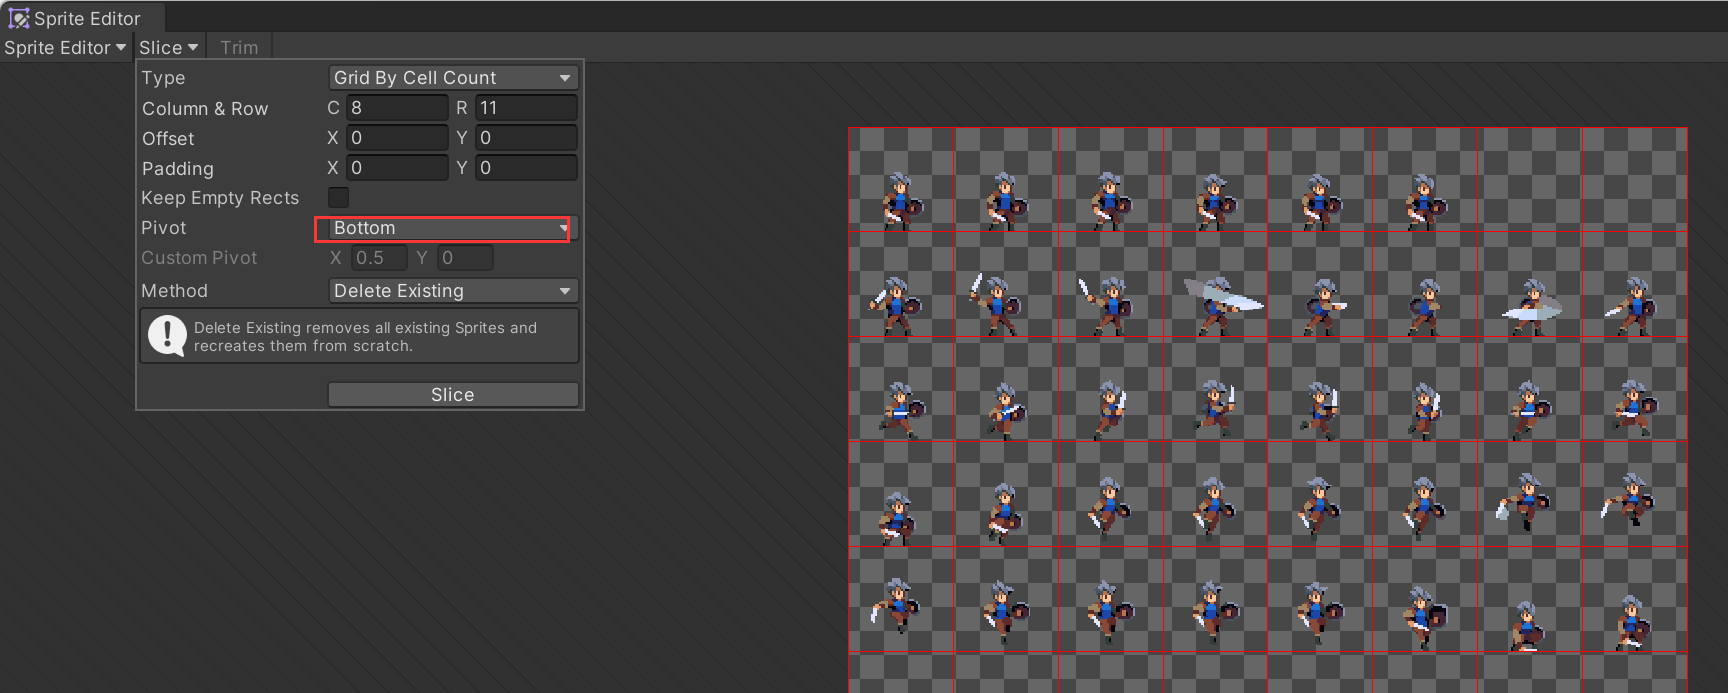 Sprite Editor
Sprite Editor Slice Trim
Type Grid By Cell Count
Column & Row C 8 R 11
Offset X 0 Y 0
Padding X 0 Y 0
Keep Empty Rects
Pivot Bottom
Custom Pivot X 0.5 Y 0
Method Delete Existing
Delete Existing removes all existing Sprites and
recreates them from scratch.
Slice